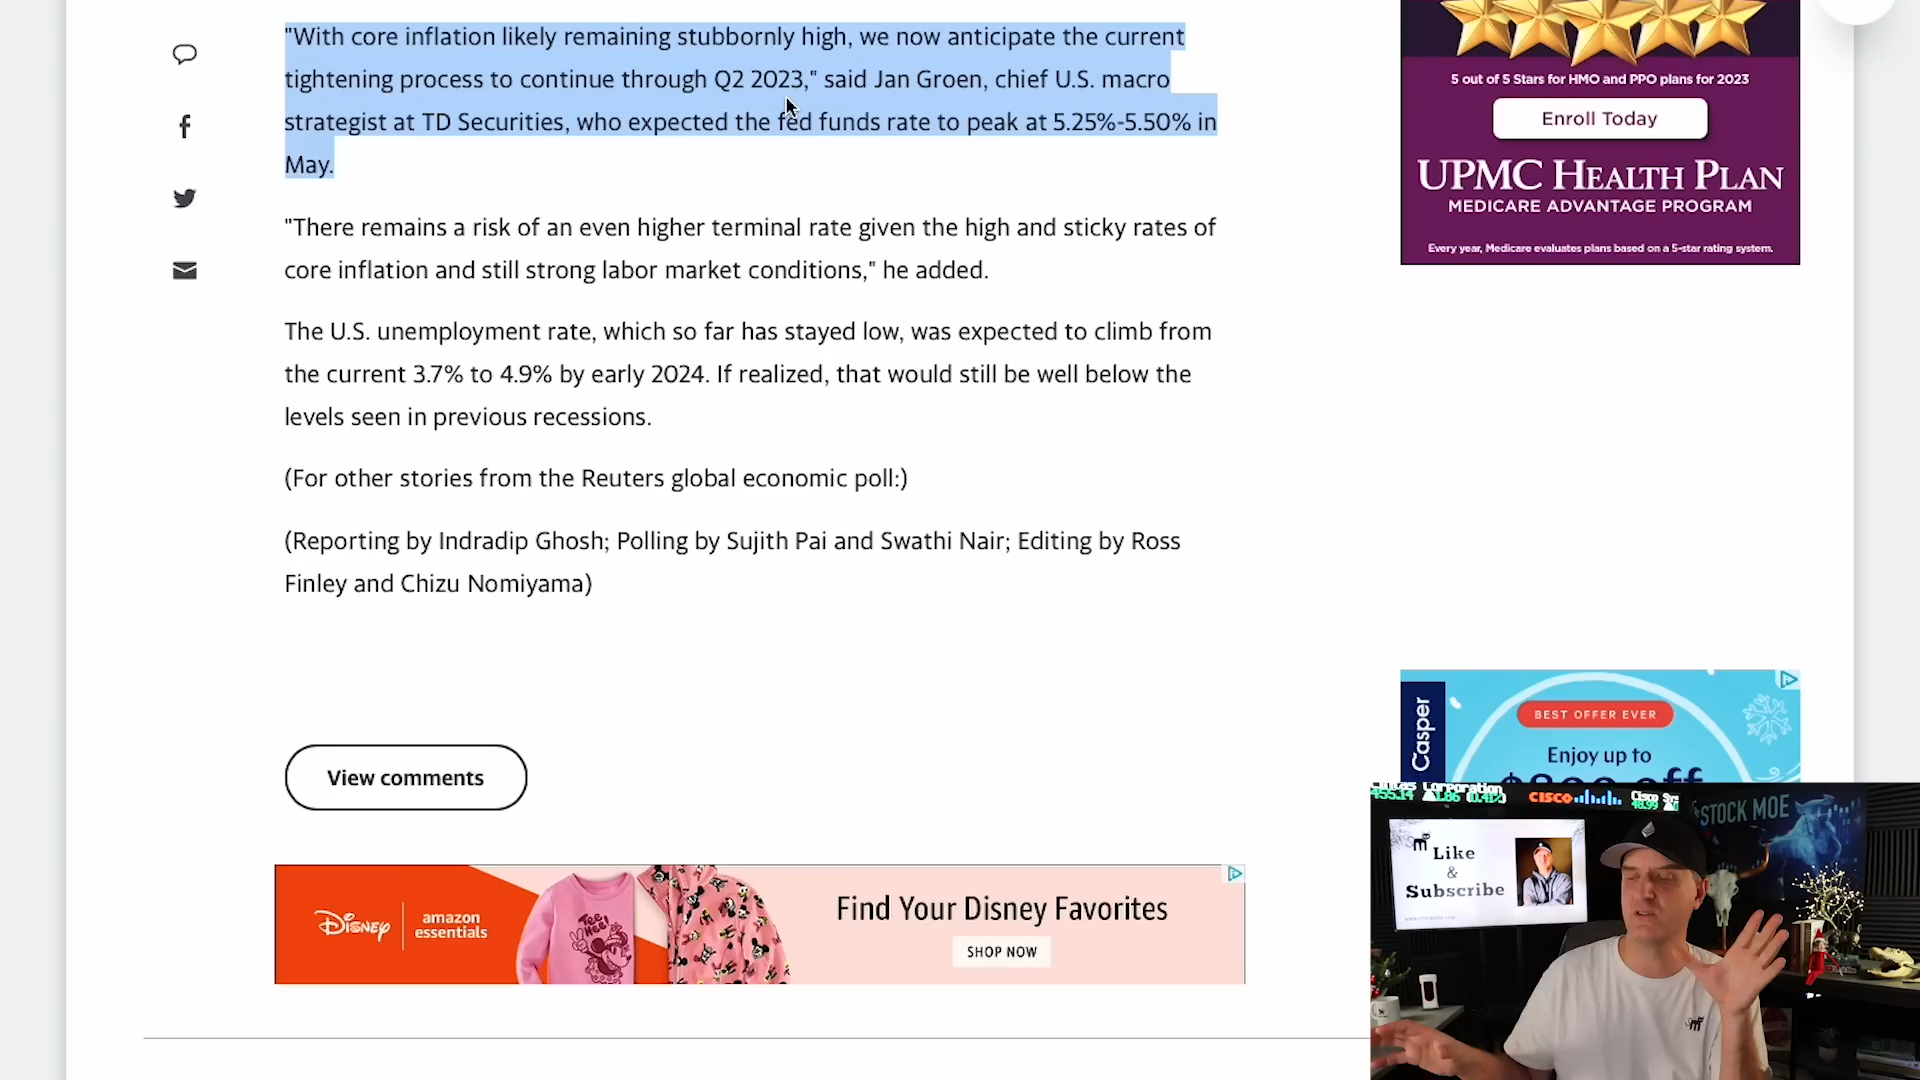 "With core inflation likely remaining stubbornly high, we now anticipate the current
tightening process to continue through Q2 2023," said Jan Groen, chief U.S. macro
strategist at TD Securities, who expected the fed funds rate to peak at 5.25%-5.50% in
May.
"There remains a risk of an even higher terminal rate given the high and sticky rates of
core inflation and still strong labor market conditions," he added.
The U.S. unemployment rate, which so far has stayed low, was expected to climb from
the current 3.7% to 4.9% by early 2024. If realized, that would still be well below the
levels seen in previous recessions.
(For other stories from the Reuters global economic poll:)
(Reporting by Indradip Ghosh; Polling by Sujith Pai and Swathi Nair; Editing by Ross
Finley and Chizu Nomiyama)
View comments
Disney
amazon
essentials
Find Your Disney Favorites
SHOP NOW
5 out of 5 Stars for HMO and PPO plans for 2023
Enroll Today
UPMC HEALTH PLAN
MEDICARE ADVANTAGE PROGRAM
Every year, Medicare evaluates plans based on a 5-star rating system.
Casper
BEST OFFER EVER
Enjoy up to
off
Corporation
455.14
CISCO
Cisco
48.99
STOCK MOE
Like
&
Subscribe